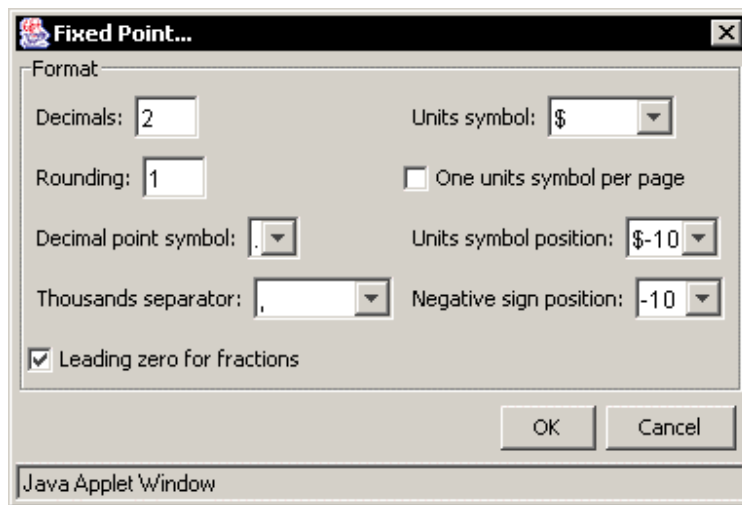 Fixed Point...
Format
Decimals: 2
Units symbol: $
Rounding: 1
One units symbol per page
Decimal point symbol: .
Units symbol position: $-10
Thousands separator: ,
Negative sign position: -10
Leading zero for fractions
OK
Cancel
Java Applet Window